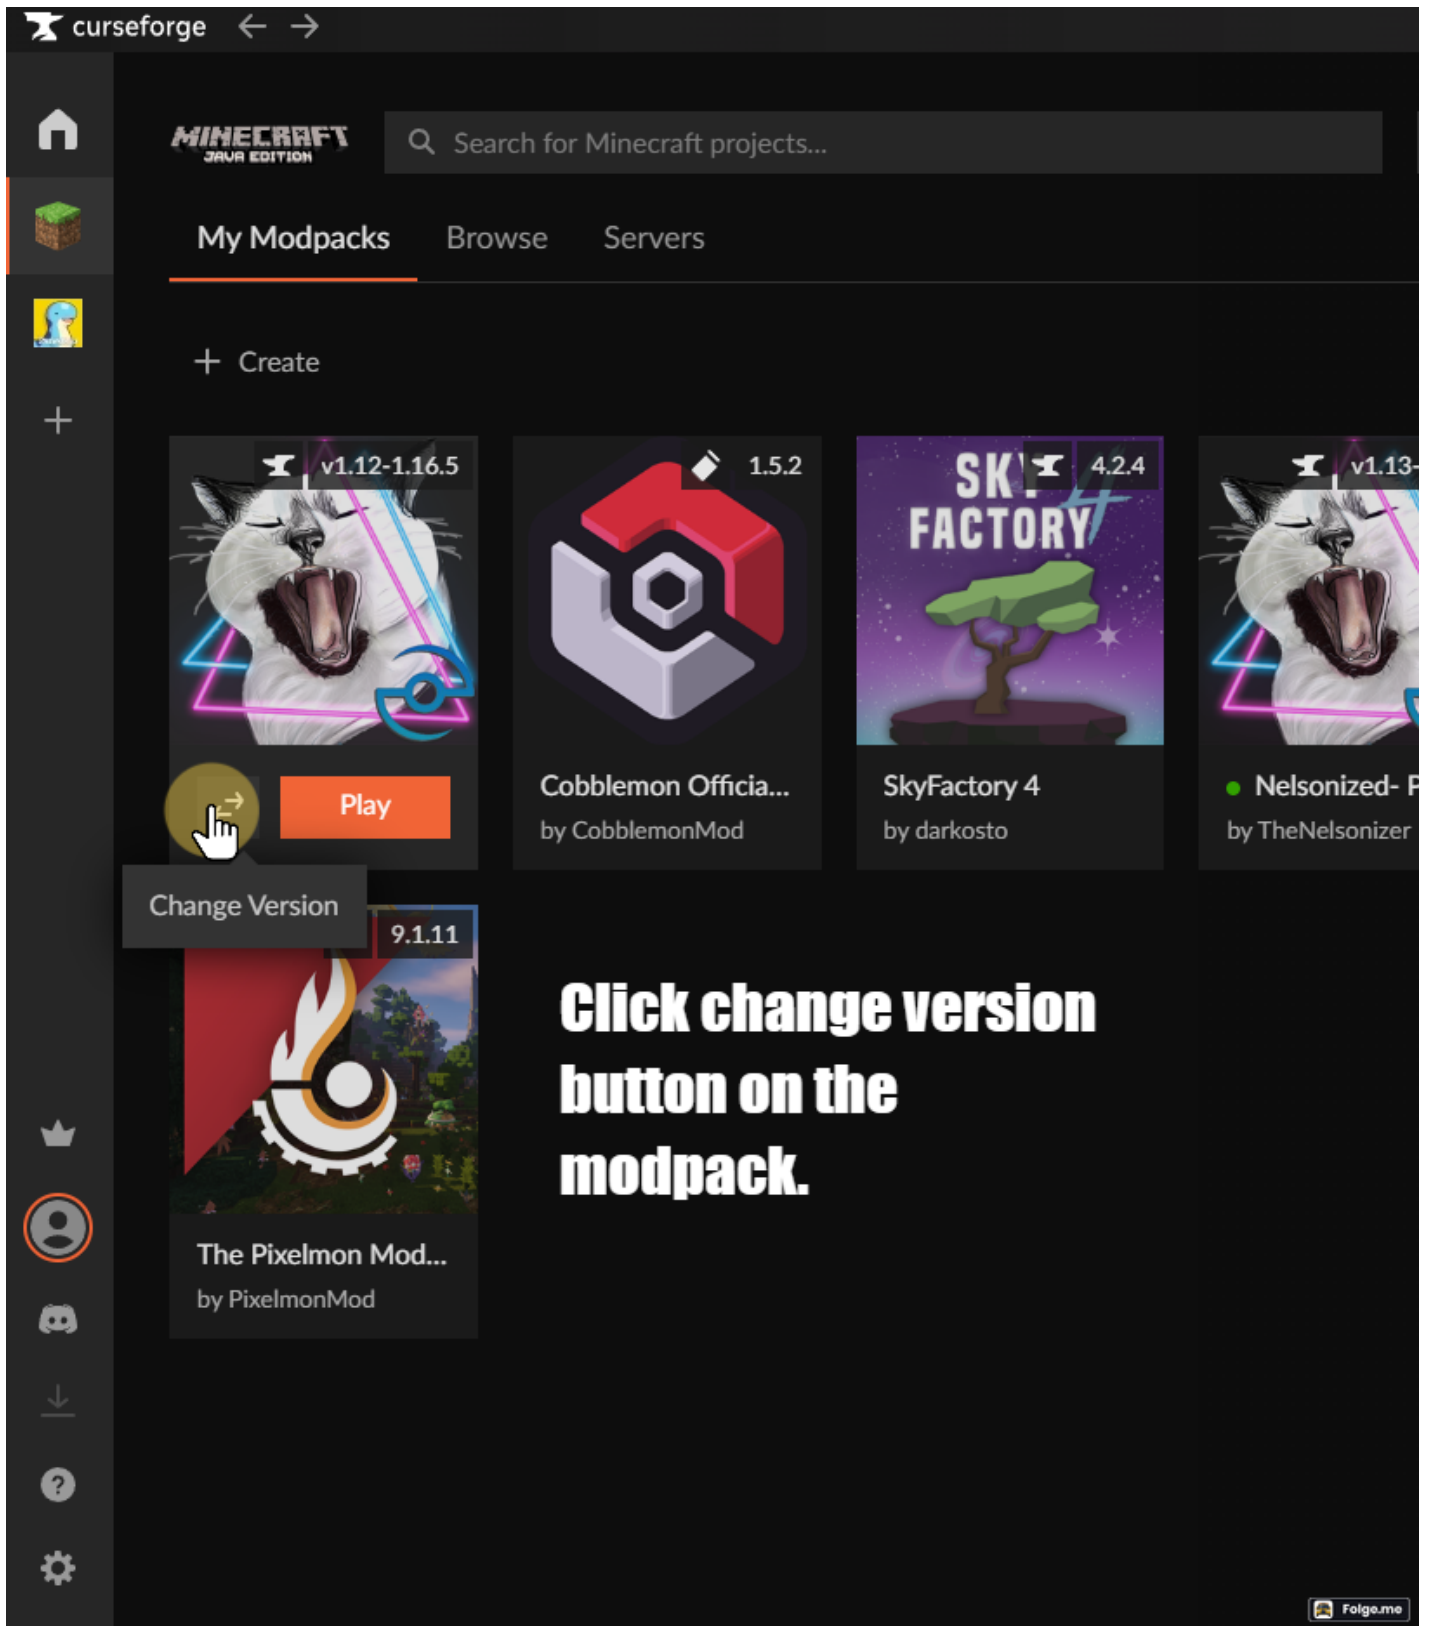 curseforge
MINECRAFT
JAVA EDITION
Search for Minecraft projects...
My Modpacks
Browse
Servers
Create
v1.12-1.16.5
1.5.2
SKY
FACTORY
4
4.2.4
v1.13-
Play
Cobblemon Officia...
by CobblemonMod
SkyFactory 4
by darkosto
Nelsonized- P
by TheNelsonizer
Change Version
9.1.11
Click change version
button on the
modpack.
The Pixelmon Mod...
by PixelmonMod
Folge.me